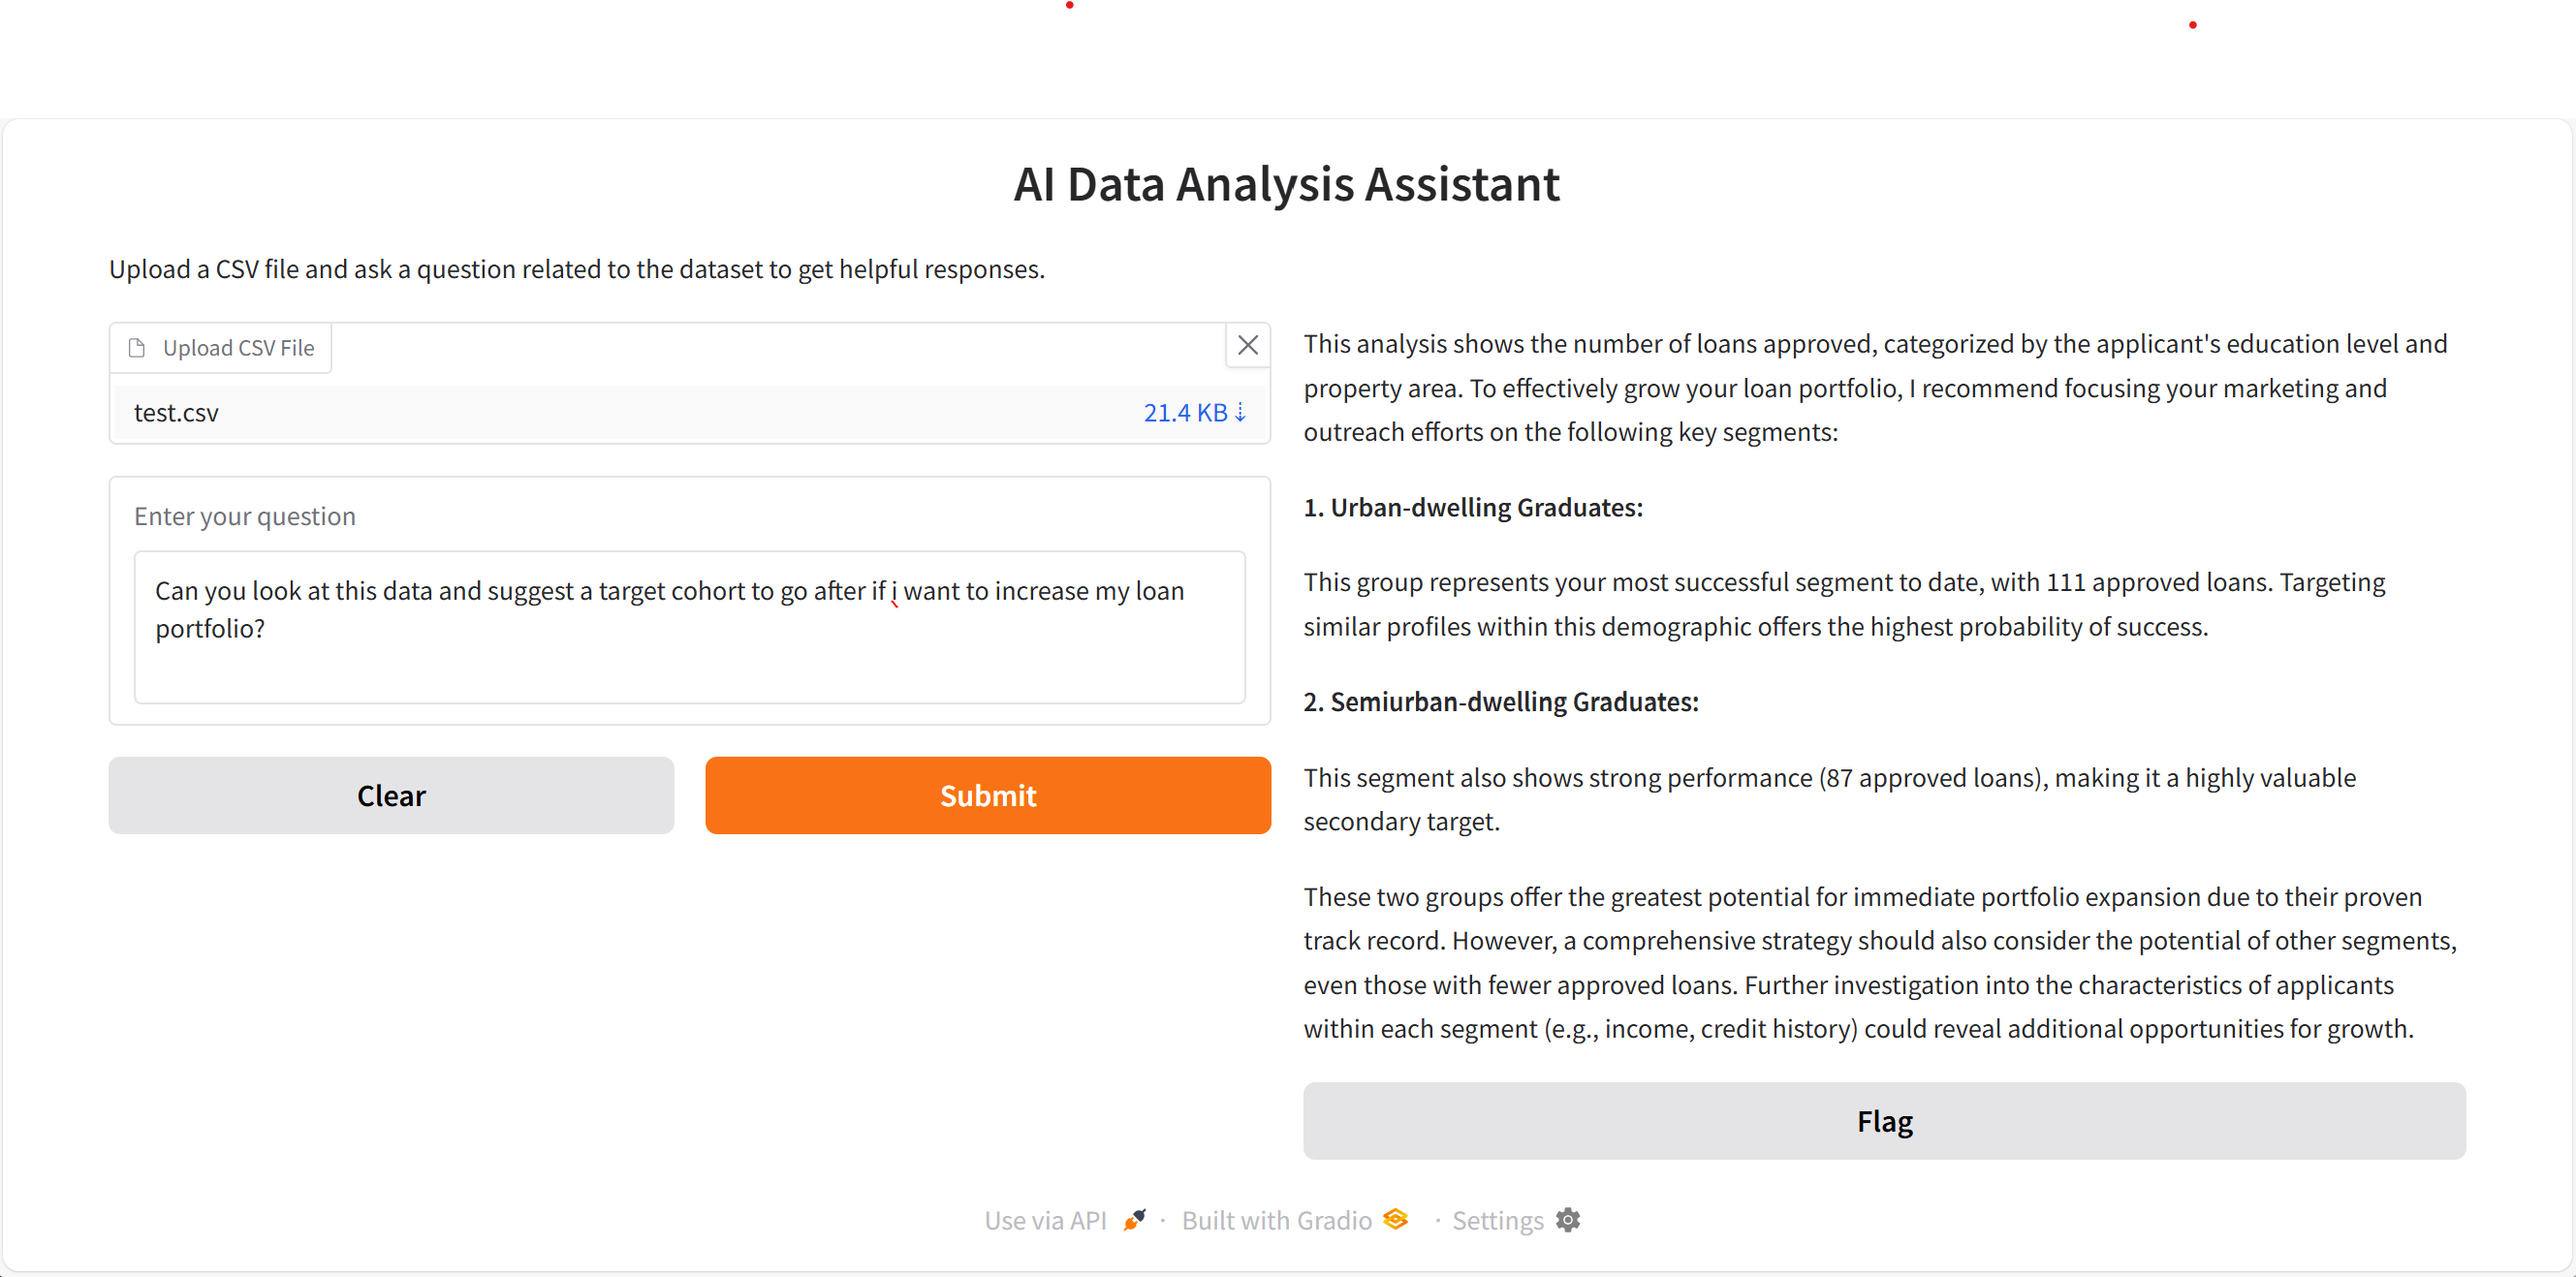 AI Data Analysis Assistant
Upload a CSV file and ask a question related to the dataset to get helpful responses.
Upload CSV File
test.csv
21.4 KB ⇣
Enter your question
Can you look at this data and suggest a target cohort to go after if i want to increase my loan
portfolio?
Clear
Submit
This analysis shows the number of loans approved, categorized by the applicant's education level and
property area. To effectively grow your loan portfolio, I recommend focusing your marketing and
outreach efforts on the following key segments:
1. Urban-dwelling Graduates:
This group represents your most successful segment to date, with 111 approved loans. Targeting
similar profiles within this demographic offers the highest probability of success.
2. Semiurban-dwelling Graduates:
This segment also shows strong performance (87 approved loans), making it a highly valuable
secondary target.
These two groups offer the greatest potential for immediate portfolio expansion due to their proven
track record. However, a comprehensive strategy should also consider the potential of other segments,
even those with fewer approved loans. Further investigation into the characteristics of applicants
within each segment (e.g., income, credit history) could reveal additional opportunities for growth.
Flag
Use via API · Built with Gradio · Settings